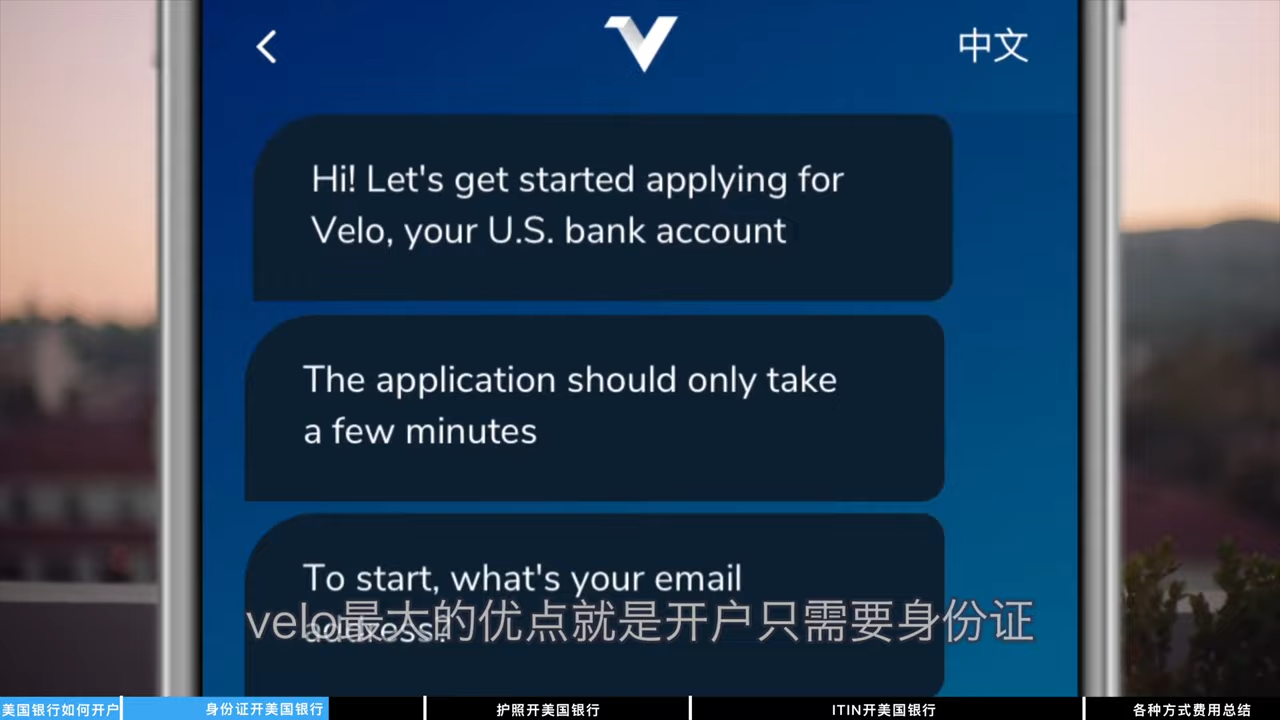 中文
Hi! Let's get started applying for
Velo, your U.S. bank account
The application should only take
a few minutes
To start, what's your email
address?
velo最大的优点就是开户只需要身份证
美国银行如何开户
身份证开美国银行
护照开美国银行
ITIN开美国银行
各种方式费用总结